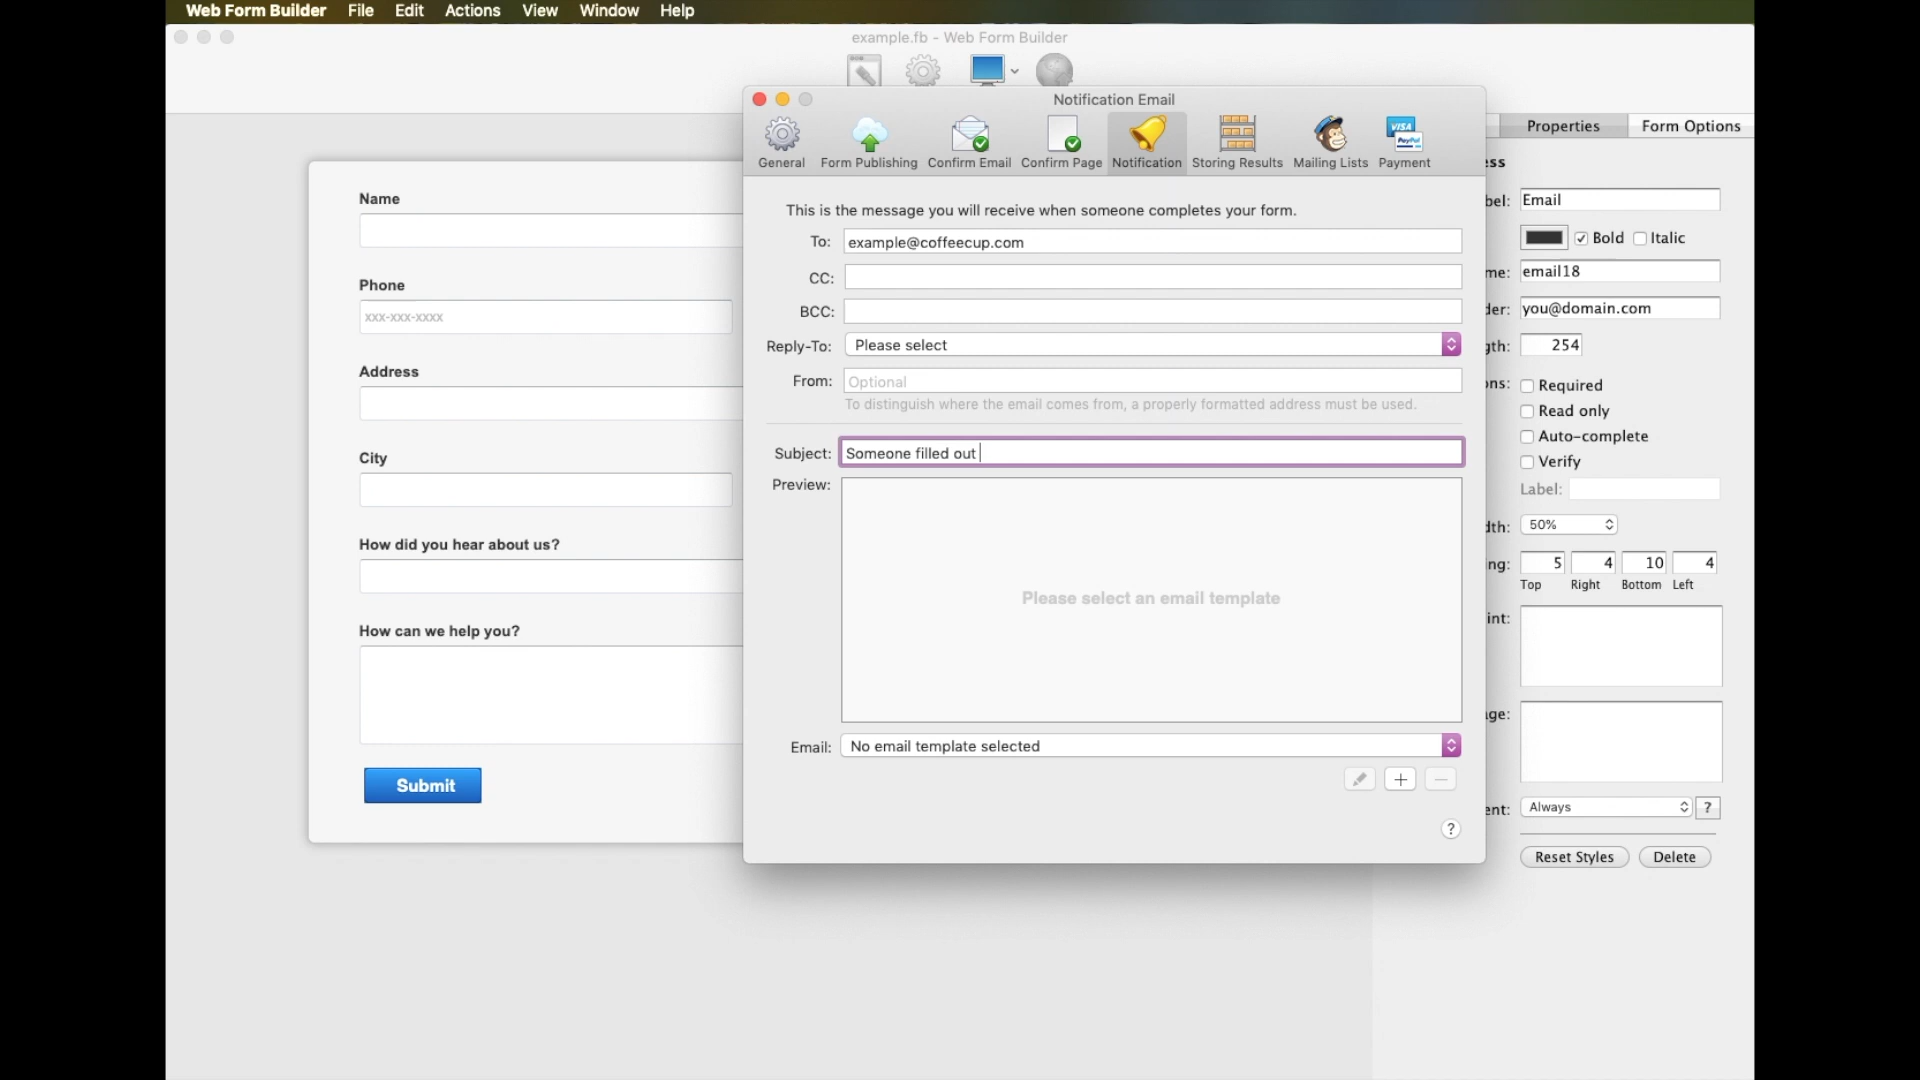 Web Form Builder File Edit Actions View Window Help
example.fb - Web Form Builder
Notification Email
General Form Publishing Confirm Email Confirm Page Notification Storing Results Mailing Lists Payment
VISA
PayPal
This is the message you will receive when someone completes your form.
To: example@coffeecup.com
CC:
BCC:
Reply-To: Please select
From: Optional
To distinguish where the email comes from, a properly formatted address must be used.
Subject: Someone filled out
Preview:
Please select an email template
Email: No email template selected
?
Name
Phone
xxx-xxx-xxxx
Address
City
How did you hear about us?
How can we help you?
Submit
Properties Form Options
ess
bel: Email
Bold Italic
me: email18
der: you@domain.com
gth: 254
ons: Required
Read only
Auto-complete
Verify
Label:
dth: 50%
ing: 5 4 10 4
Top Right Bottom Left
int:
ge:
ent: Always ?
Reset Styles Delete